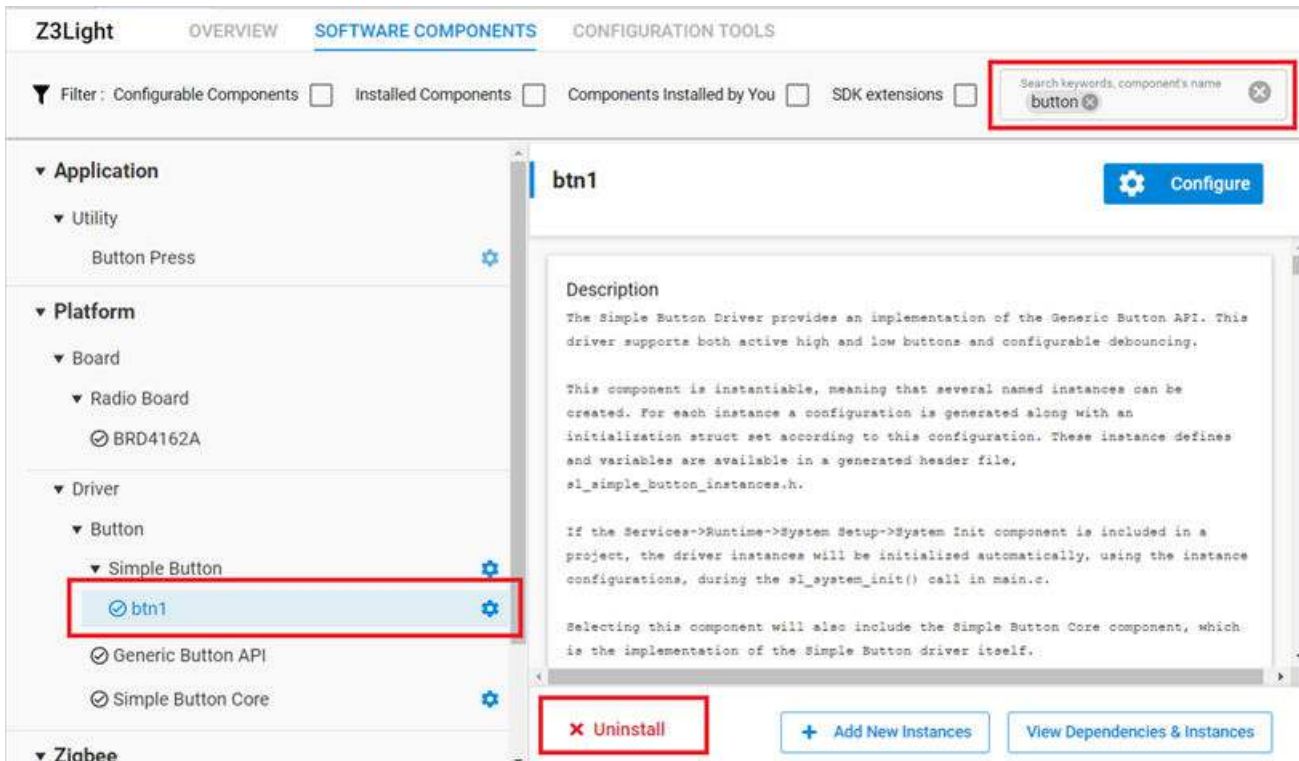 Z3Light OVERVIEW SOFTWARE COMPONENTS CONFIGURATION TOOLS
Filter : Configurable Components Installed Components Components Installed by You SDK extensions
Search keywords, component's name
button
Application
Utility
Button Press
Platform
Board
Radio Board
BRD4162A
Driver
Button
Simple Button
btn1
Generic Button API
Simple Button Core
Zigbee
btn1
Configure
Description
The Simple Button Driver provides an implementation of the Generic Button API. This
driver supports both active high and low buttons and configurable debouncing.
This component is instantiable, meaning that several named instances can be
created. For each instance a configuration is generated along with an
initialization struct set according to this configuration. These instance defines
and variables are available in a generated header file,
sl_simple_button_instances.h.
If the Services->Runtime->System Setup->System Init component is included in a
project, the driver instances will be initialized automatically, using the instance
configurations, during the sl_system_init() call in main.c.
Selecting this component will also include the Simple Button Core component, which
is the implementation of the Simple Button driver itself.
Uninstall
Add New Instances
View Dependencies & Instances